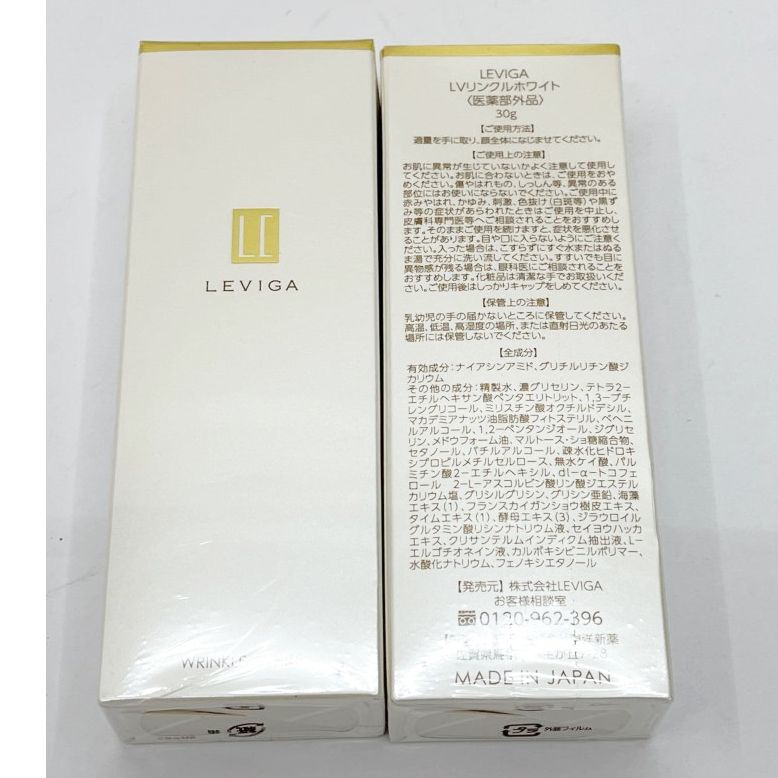 LEVIGA
LEVIGA
LVリンクルホワイト
〈医薬部外品〉
30g
【ご使用方法】
適量を手に取り、顔全体になじませてください。
【ご使用上の注意】
お肌に異常が生じていないかよく注意して使用し
てください。お肌に合わないときは、ご使用をおや
めください。傷やはれもの、しっしん等、異常のある
部位にはお使いにならないでください。ご使用中に
赤みやはれ、かゆみ、刺激、色抜け(白斑等)や黒ず
み等の症状があらわれたときはご使用を中止し、
皮膚科専門医等へご相談されることをおすすめしま
す。そのままご使用を続けますと、症状を悪化させ
ることがあります。目や口に入らないようにご注意く
ださい。入った場合は、こすらずにすぐ水またはぬる
ま湯で充分に洗い流してください。すすいでも目に
異物感が残る場合は、眼科医にご相談されることを
おすすめします。化粧品は清潔な手でお取扱いくだ
さい。ご使用後はしっかりキャップをしめてください。
【保管上の注意】
乳幼児の手の届かないところに保管してください。
高温、低温、高湿度の場所、または直射日光のあたる
場所には保管しないでください。
【全成分】
有効成分：ナイアシンアミド、グリチルリチン酸ジ
カリウム
その他の成分：精製水、濃グリセリン、テトラ2-
エチルヘキサン酸ペンタエリトリット、1,3-ブチ
レングリコール、ミリスチン酸オクチルドデシル、
マカデミアナッツ油脂肪酸フィトステリル、ベヘニ
ルアルコール、1,2-ペンタンジオール、ジグリセ
リン、メドウフォーム油、マルトース・ショ糖縮合物、
セタノール、バチルアルコール、疎水化ヒドロキ
シプロピルメチルセルロース、無水ケイ酸、パル
ミチン酸2-エチルヘキシル、dl-α-トコフェ
ロール 2-L-アスコルビン酸リン酸ジエステル
カリウム塩、グリシルグリシン、グリシン亜鉛、海藻
エキス(1)、フランスカイガンショウ樹皮エキス、
タイムエキス(1)、酵母エキス(3)、ジラウロイル
グルタミン酸リシンナトリウム液、セイヨウハッカ
エキス、クリサンテルムインディクム抽出液、L-
エルゴチオネイン液、カルボキシビニルポリマー、
水酸化ナトリウム、フェノキシエタノール
【発売元】株式会社LEVIGA
お客様相談室
0120-962-396
MADE IN JAPAN
プラ 外装フィルム